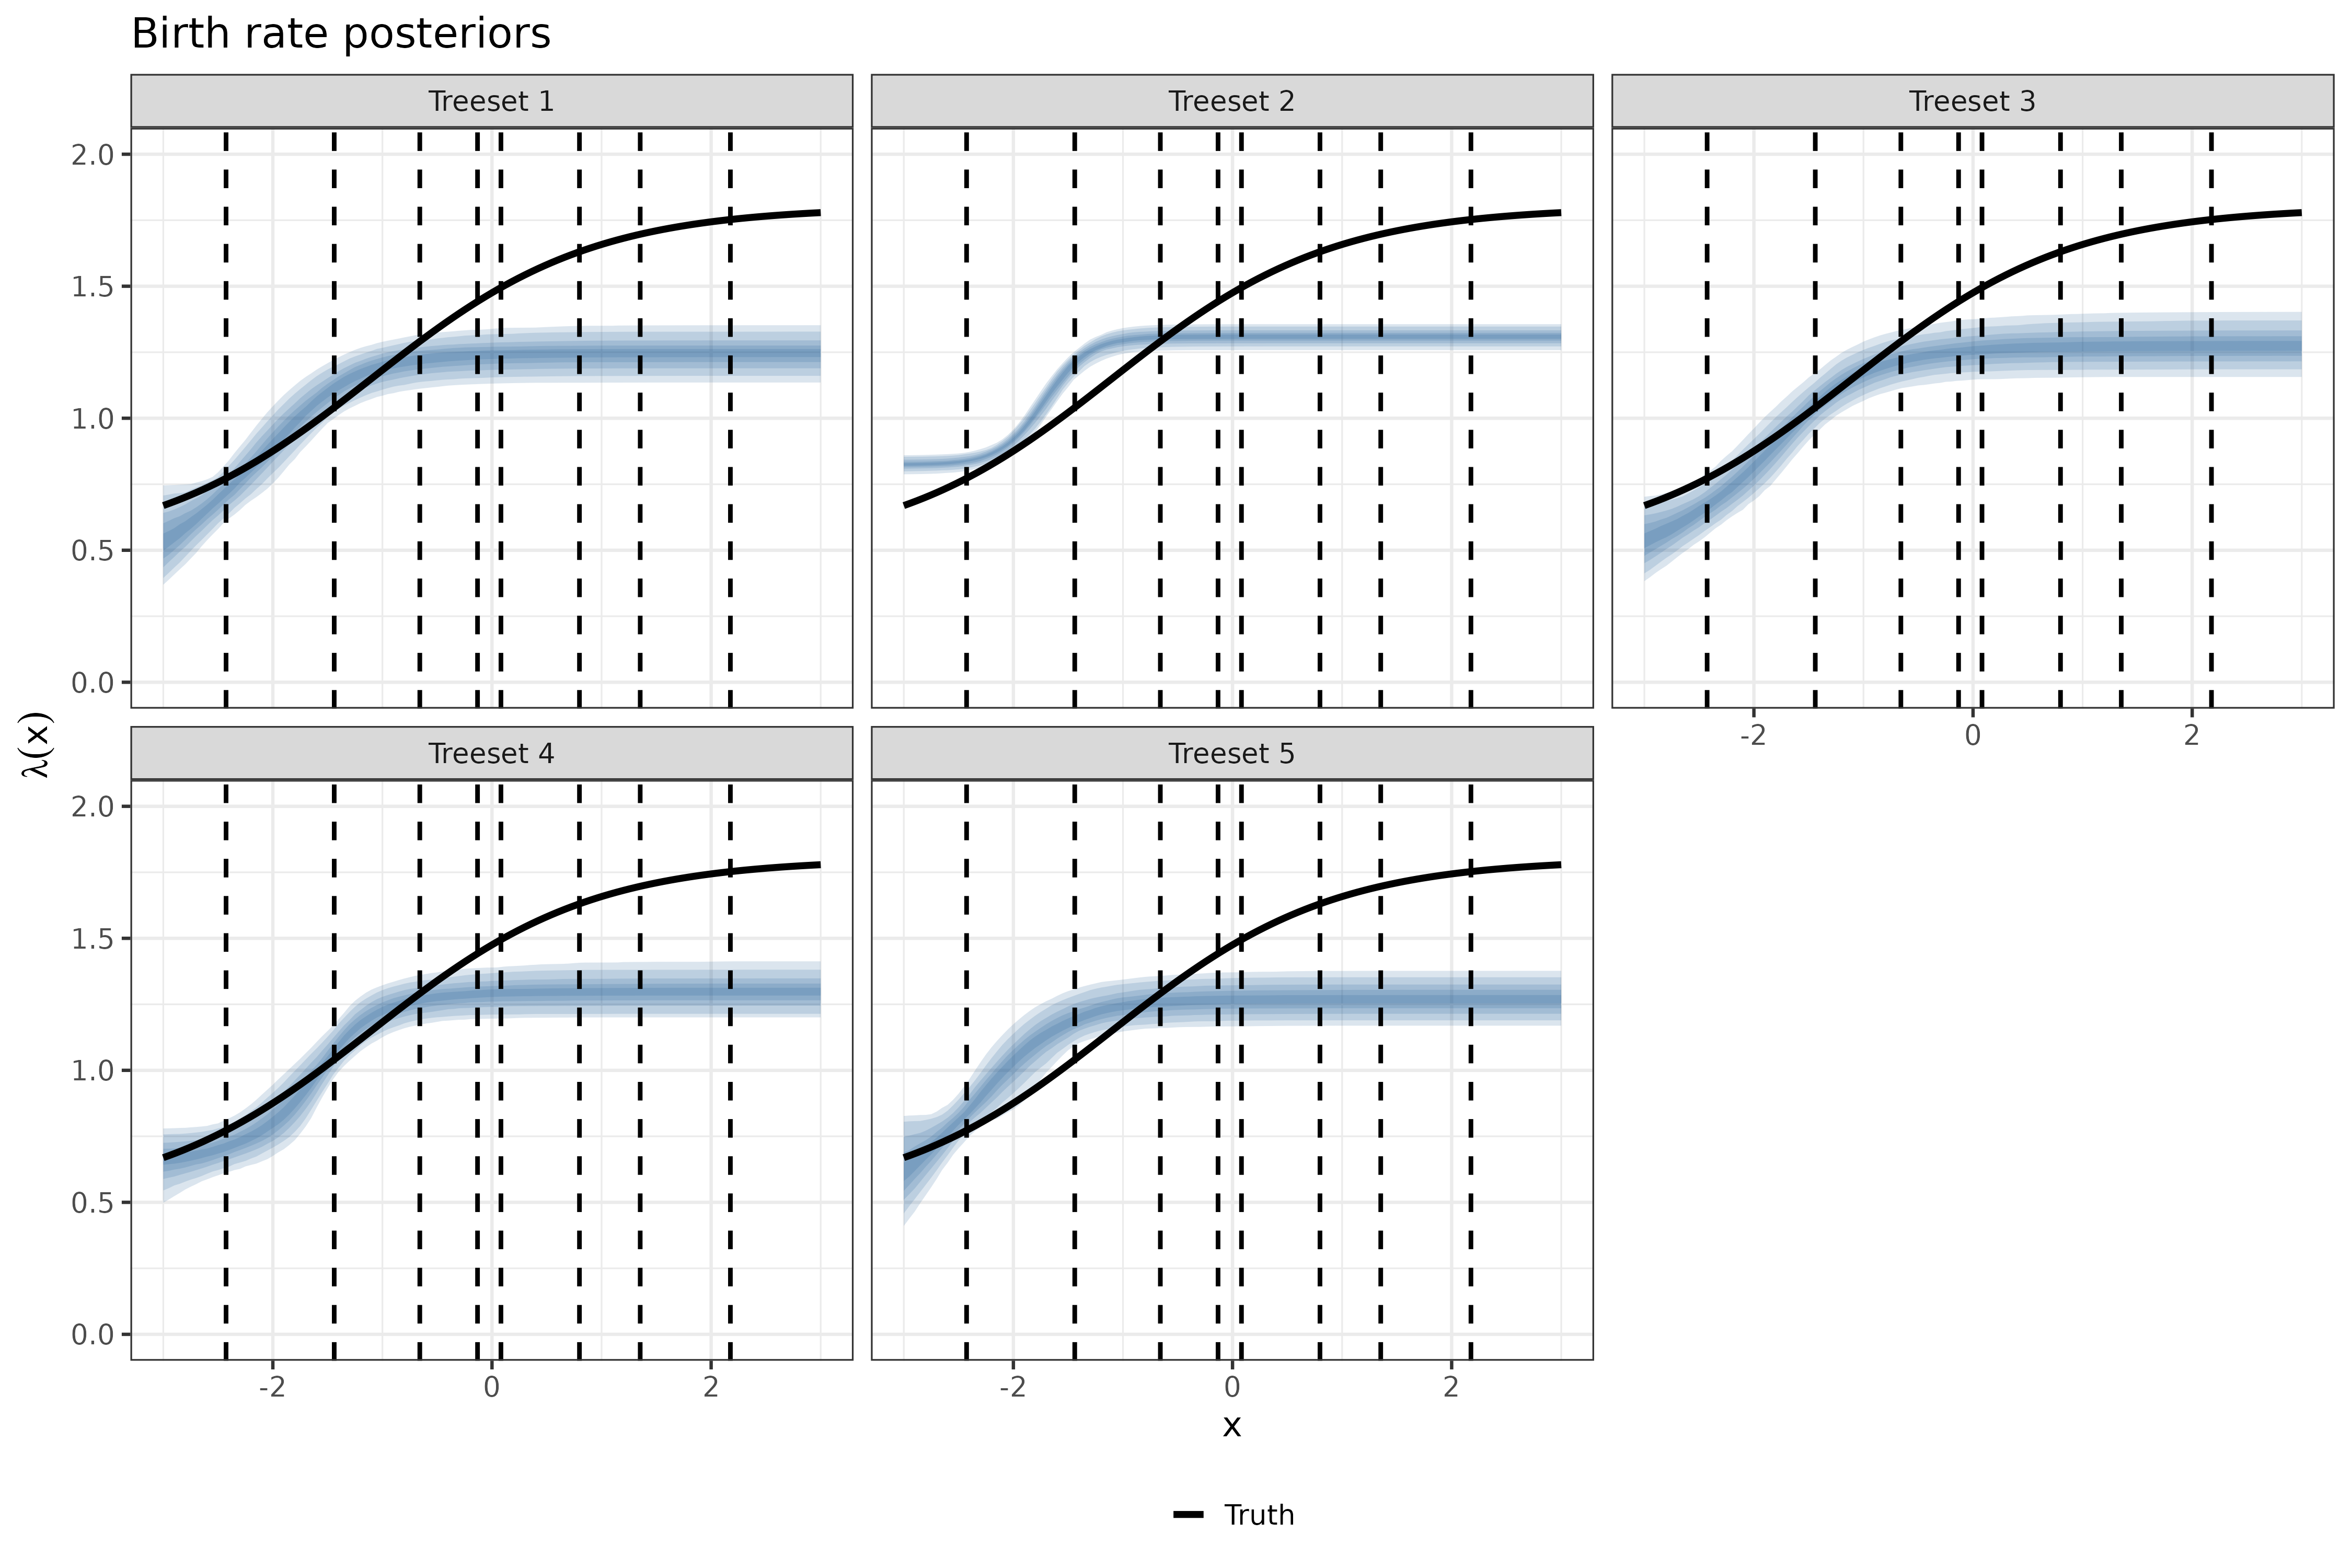 Birth rate posteriors
Treeset 1
Treeset 2
Treeset 3
2.0
1.5
1.0
0.5
0.0
-2
0
2
λ(x)
Treeset 4
Treeset 5
2.0
1.5
1.0
0.5
0.0
-2
0
2
-2
0
2
x
Truth